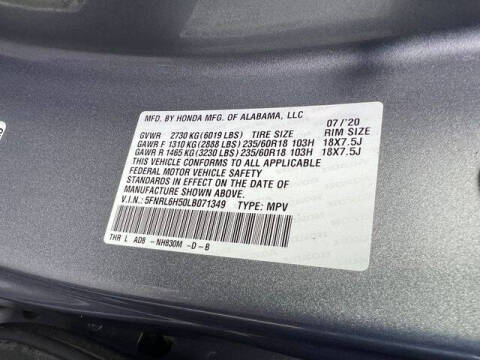 MFD. BY HONDA MFG. OF ALABAMA, LLC 07/'20
GVWR 2730 KG (6019 LBS) TIRE SIZE RIM SIZE
GAWR F 1310 KG (2888 LBS) 235/60R18 103H 18X7.5J
GAWR R 1465 KG (3230 LBS) 235/60R18 103H 18X7.5J
THIS VEHICLE CONFORMS TO ALL APPLICABLE
FEDERAL MOTOR VEHICLE SAFETY
STANDARDS IN EFFECT ON THE DATE OF
MANUFACTURE SHOWN ABOVE.
V.I.N.: 5FNRL6H50LB071349 TYPE: MPV
THR L AD8 -NH830M -D-B